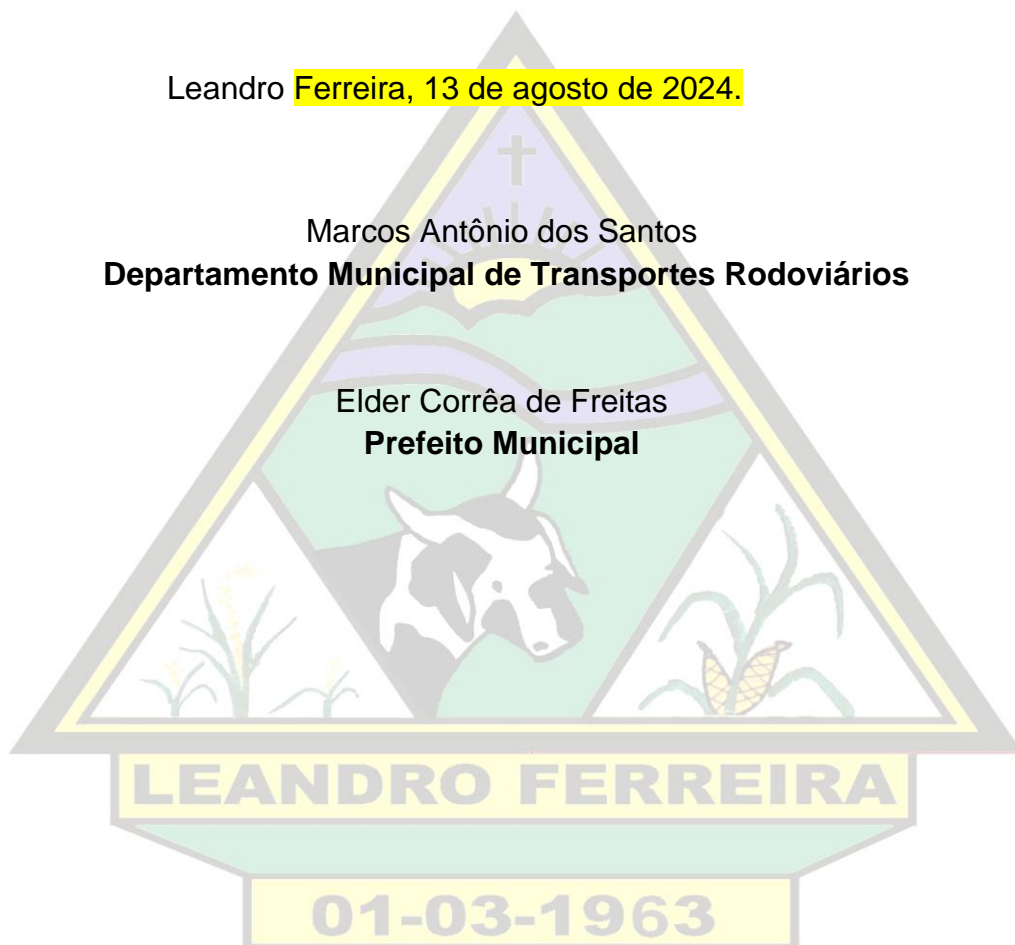 Leandro Ferreira, 13 de agosto de 2024.
Marcos Antônio dos Santos
Departamento Municipal de Transportes Rodoviários
Elder Corrêa de Freitas
Prefeito Municipal
LEANDRO FERREIRA
01-03-1963